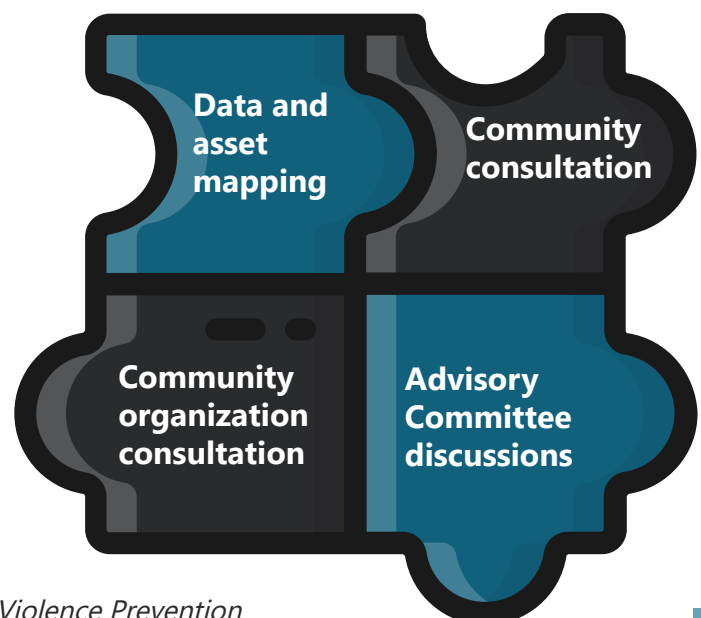 Data and
asset
mapping
Community
consultation
Community
organization
consultation
Advisory
Committee
discussions
Violence Prevention